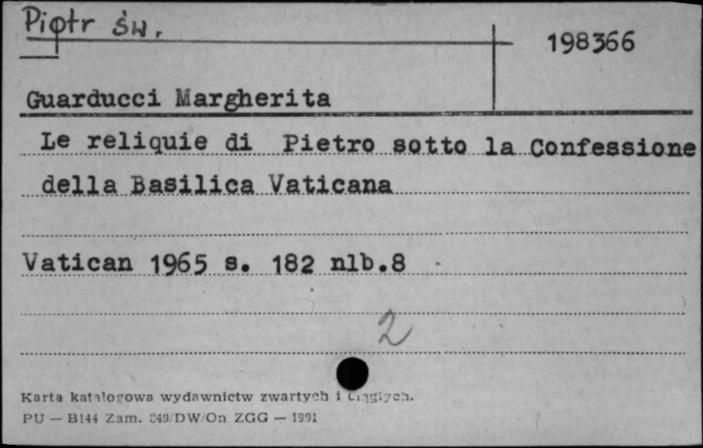 Piotr św.
198366
Guarducci Margherita
Le reliquie di Pietro sotto la Confessione
della Basilica Vaticana
Vatican 1965 s. 182 nlb.8
2
Karta katalogowa wydawnictw zwartych i ciągłych.
PU — B144 Zam. 249/DW/On ZGG — 1991